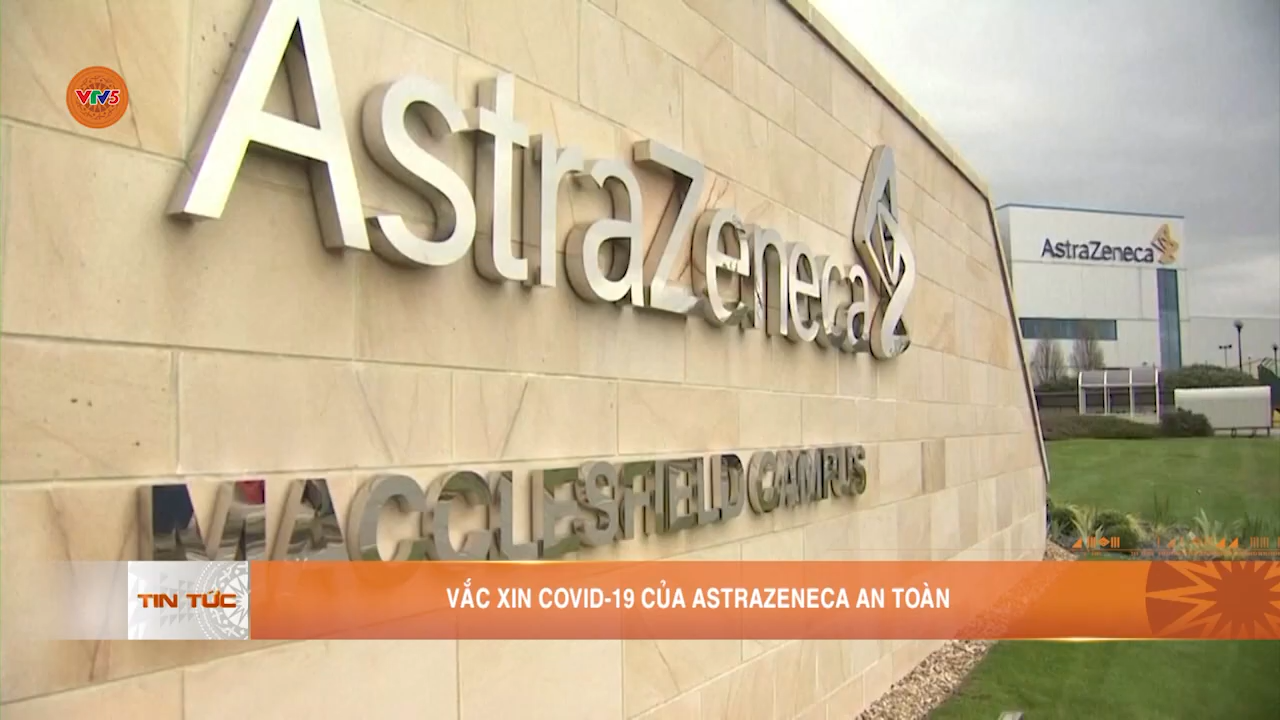 VTV5
AstraZeneca
AstraZeneca
MACCLESFIELD CAMPUS
TIN TỨC
VẮC XIN COVID-19 CỦA ASTRAZENECA AN TOÀN